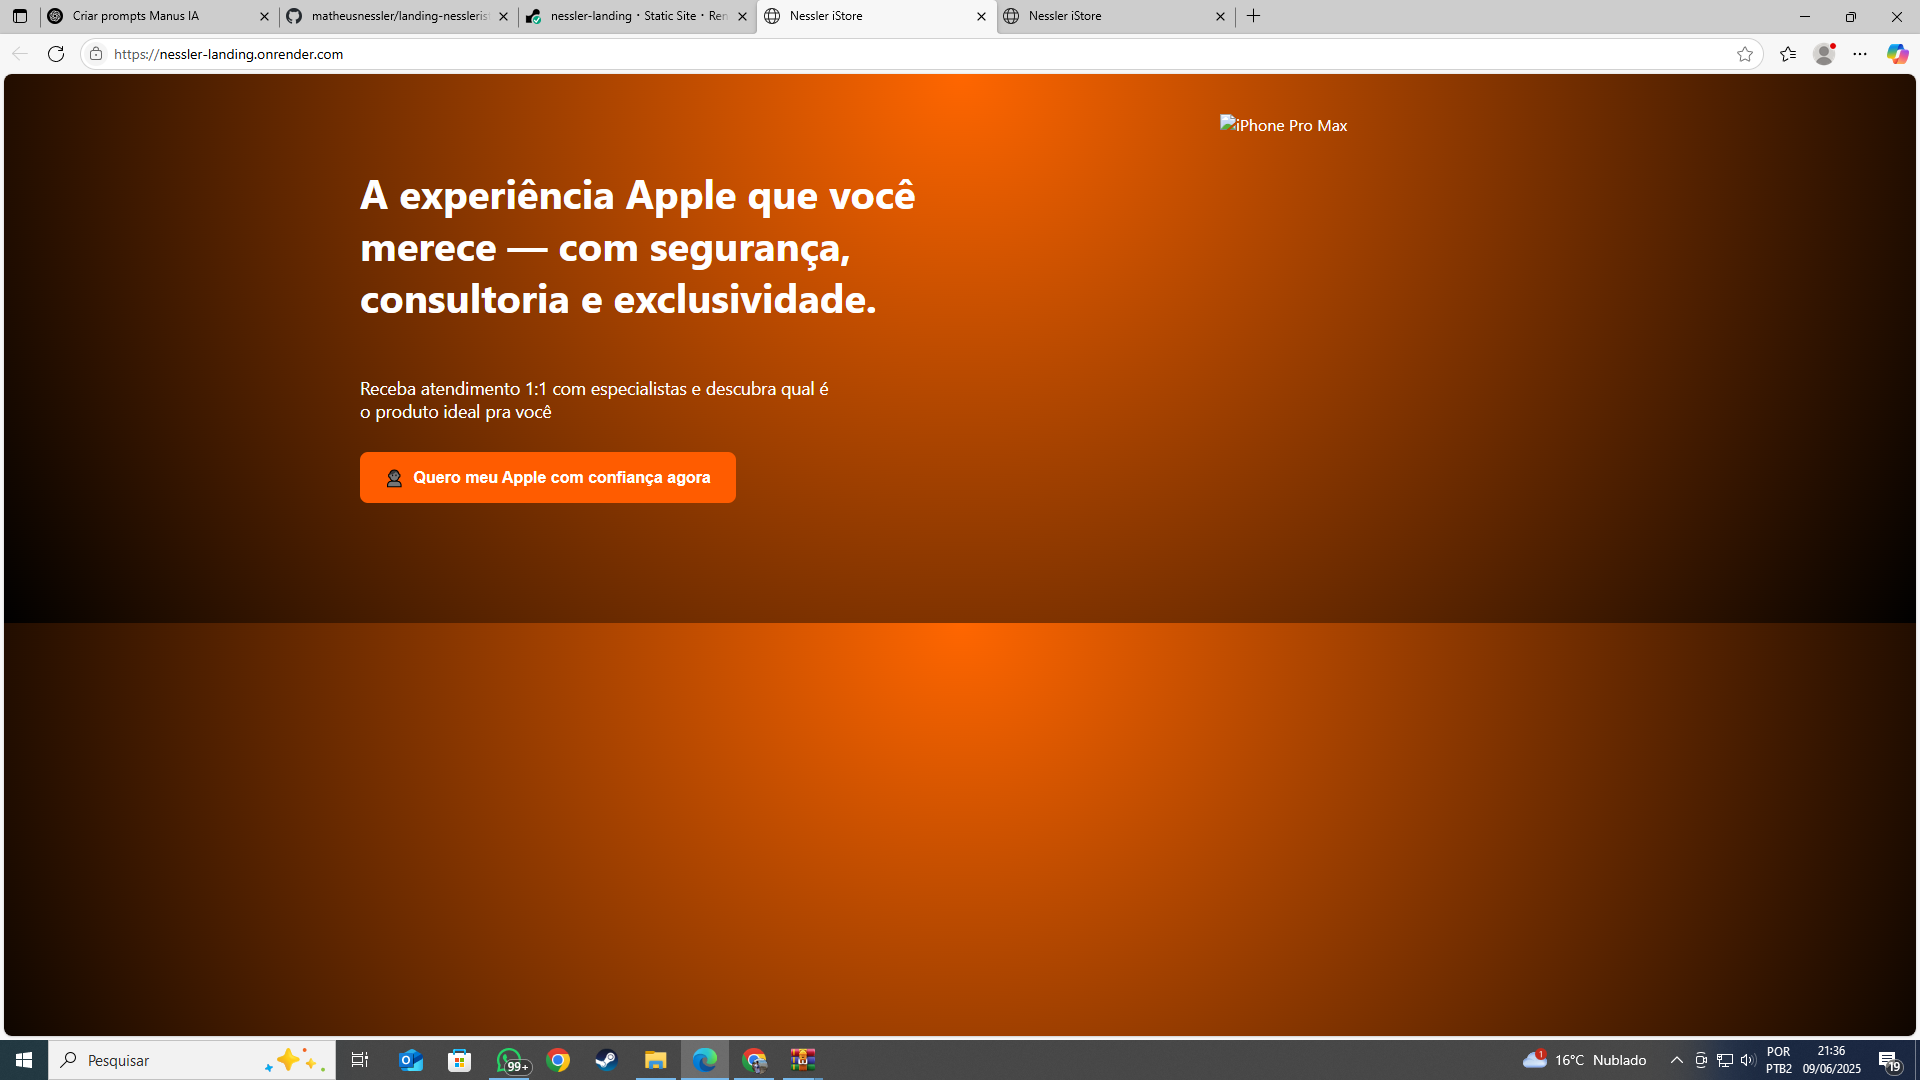 Criar prompts Manus IA
matheusnessler/landing-nessleris
nessler-landing · Static Site · Ren
Nessler iStore
Nessler iStore
https://nessler-landing.onrender.com
iPhone Pro Max
A experiência Apple que você
merece — com segurança,
consultoria e exclusividade.
Receba atendimento 1:1 com especialistas e descubra qual é
o produto ideal pra você
Quero meu Apple com confiança agora
Pesquisar
99+
1
16°C Nublado
POR
PTB2
21:36
09/06/2025
19